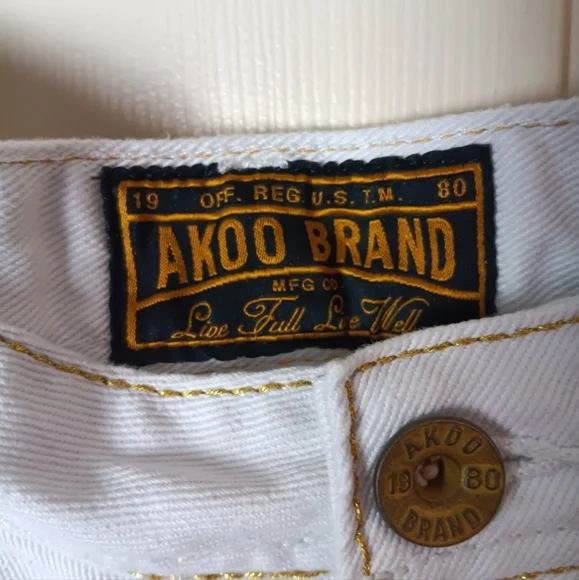 19 OFF. REG. U.S. T.M. 80
AKOO BRAND
MFG CO.
Live Full Live Well
AKOO
19 80
BRAND